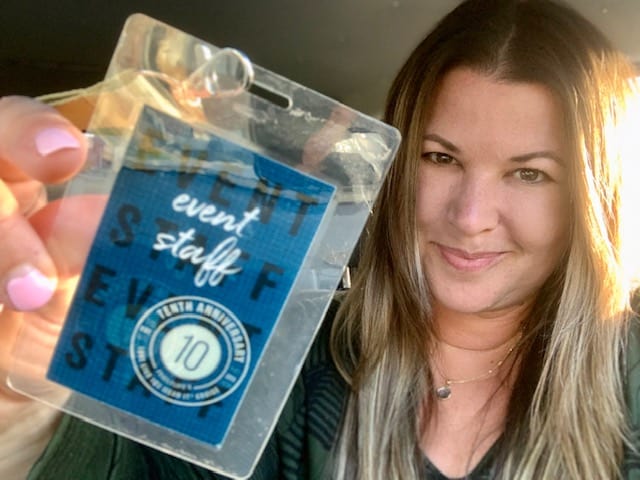 EVENT
event
STAFF
staff
EVENT
STAFF
TENTH ANNIVERSARY
10